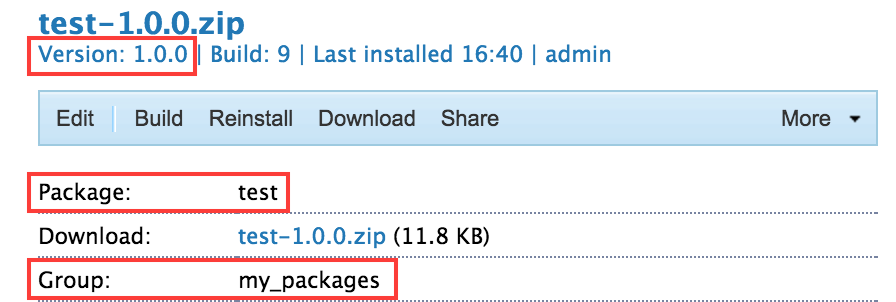 test-1.0.0.zip
Version: 1.0.0 | Build: 9 | Last installed 16:40 | admin
Edit Build Reinstall Download Share More
Package: test
Download: test-1.0.0.zip (11.8 KB)
Group: my_packages